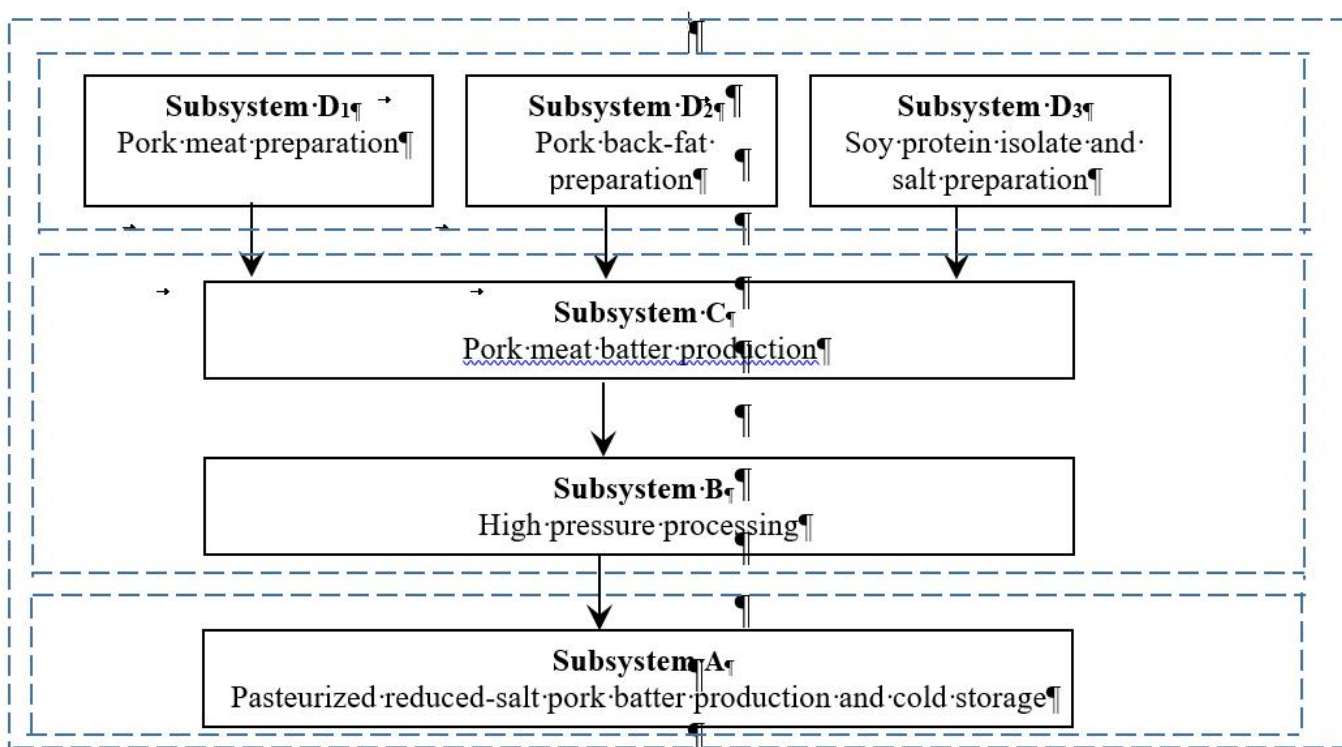 Subsystem D1
Pork meat preparation
Subsystem D2
Pork back-fat
preparation
Subsystem D3
Soy protein isolate and
salt preparation
Subsystem C
Pork meat batter production
Subsystem B
High pressure processing
Subsystem A
Pasteurized reduced-salt pork batter production and cold storage